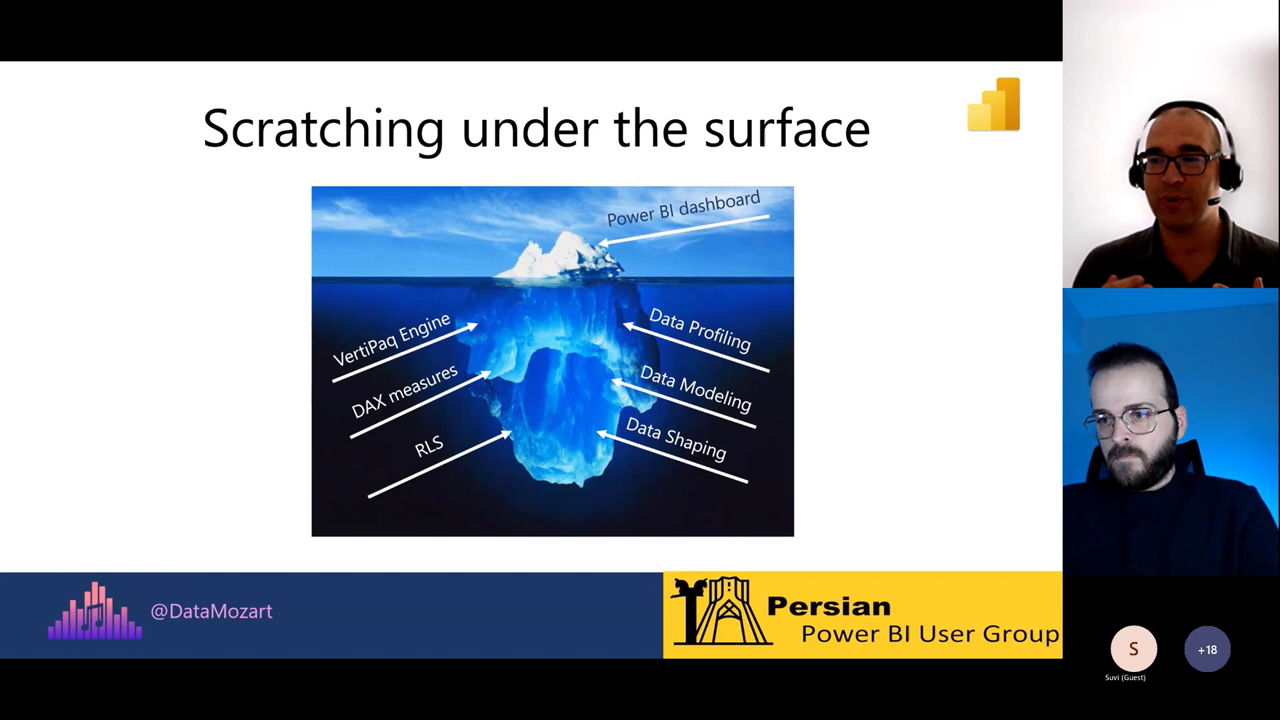 Scratching under the surface
Power BI dashboard
VertiPaq Engine
DAX measures
RLS
Data Profiling
Data Modeling
Data Shaping
@DataMozart
Persian
Power BI User Group
S
+18
Suvi (Guest)